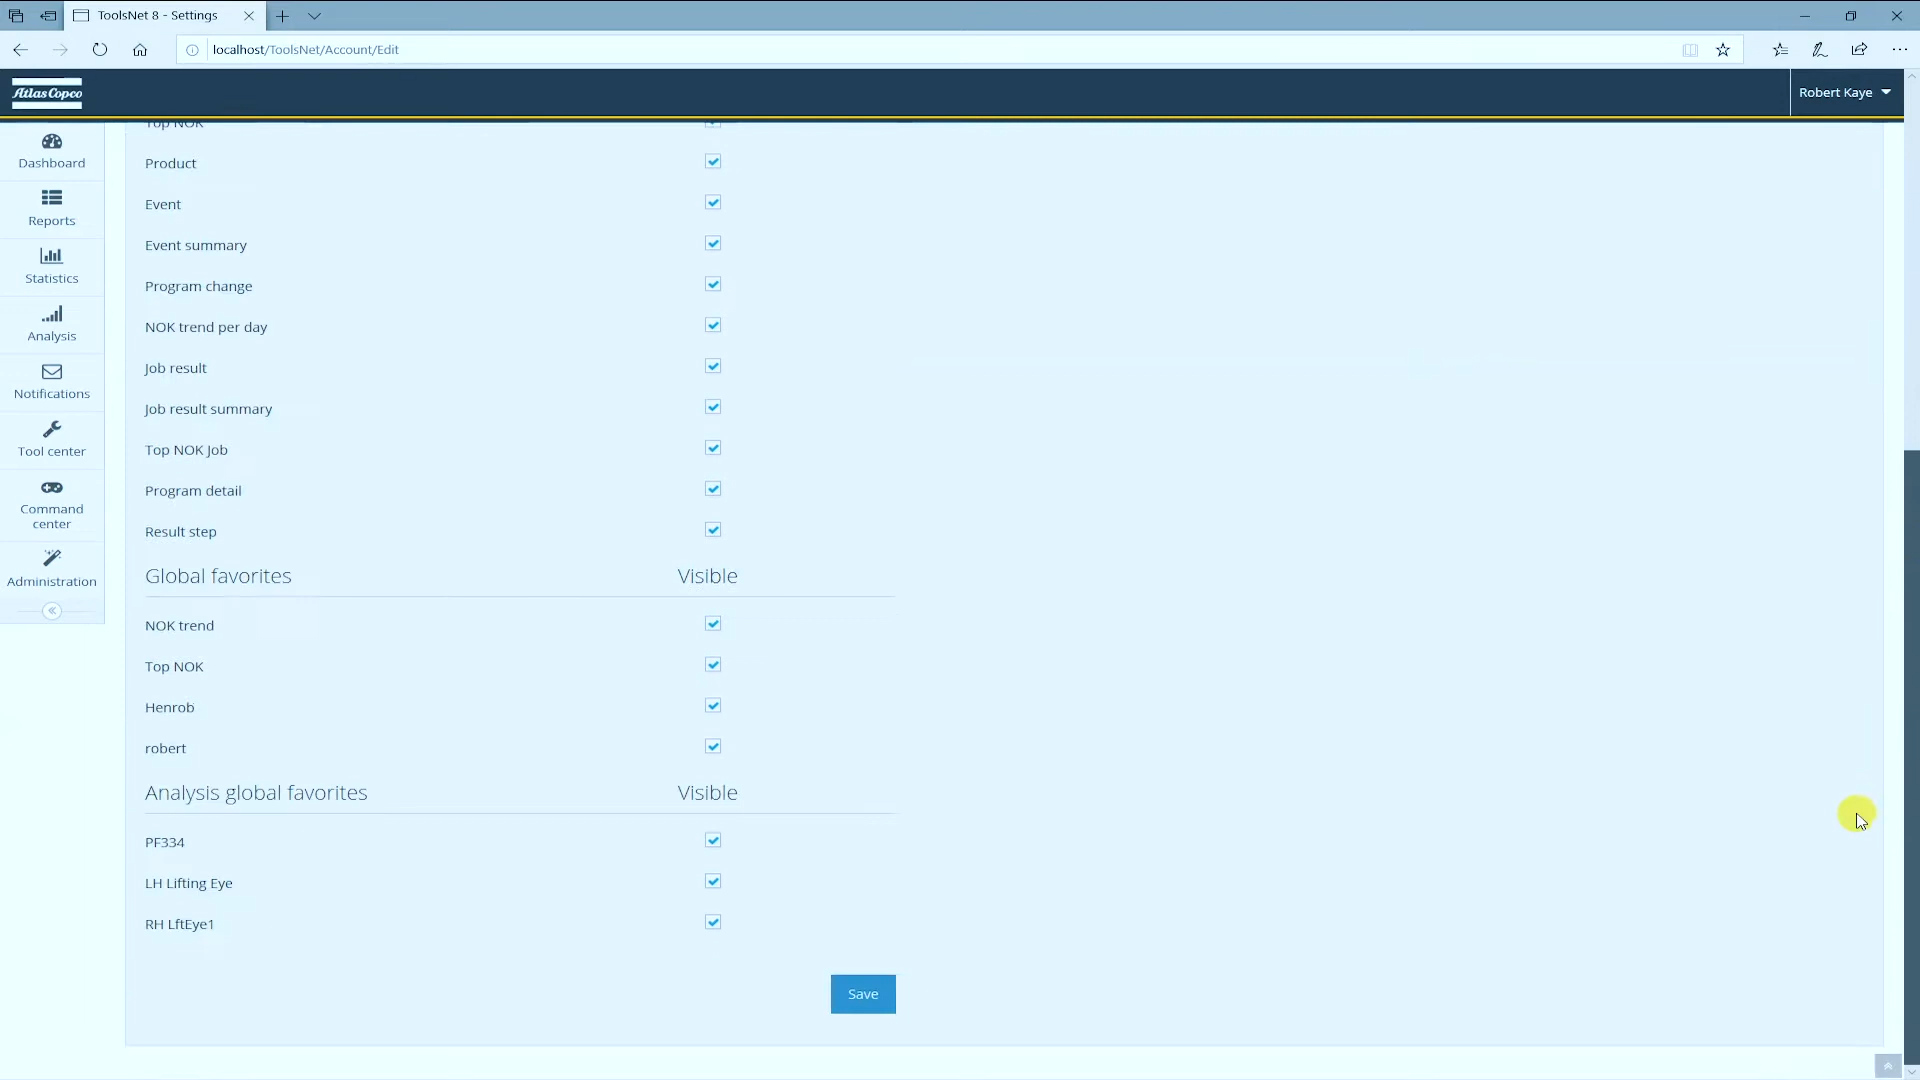 ToolsNet 8 - Settings
localhost/ToolsNet/Account/Edit
Atlas Copco
Robert Kaye
Dashboard
Reports
Statistics
Analysis
Notifications
Tool center
Command
center
Administration
Top NOK
Product
Event
Event summary
Program change
NOK trend per day
Job result
Job result summary
Top NOK Job
Program detail
Result step
Global favorites Visible
NOK trend
Top NOK
Henrob
robert
Analysis global favorites Visible
PF334
LH Lifting Eye
RH LftEye1
Save